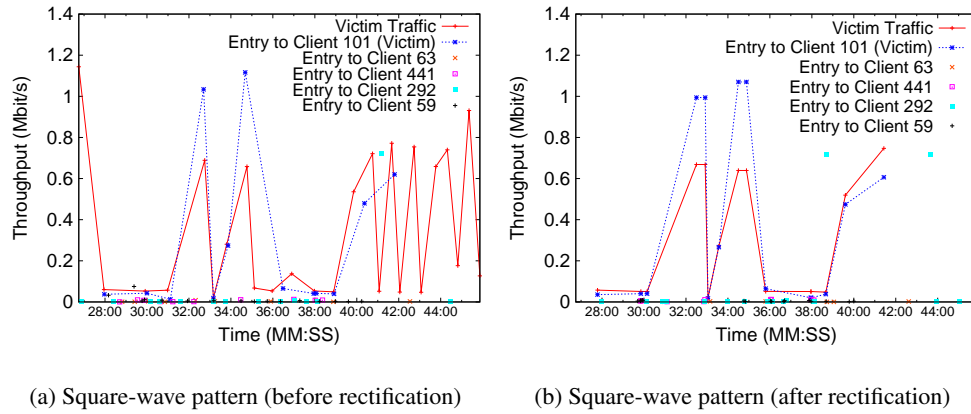 1.4
1.2
1
0.8
0.6
0.4
0.2
0
Throughput (Mbit/s)
28:00 30:00 32:00 34:00 36:00 38:00 40:00 42:00 44:00
Time (MM:SS)
Victim Traffic
Entry to Client 101 (Victim)
Entry to Client 63
Entry to Client 441
Entry to Client 292
Entry to Client 59
(a) Square-wave pattern (before rectification)
1.4
1.2
1
0.8
0.6
0.4
0.2
0
Throughput (Mbit/s)
28:00 30:00 32:00 34:00 36:00 38:00 40:00 42:00 44:00
Time (MM:SS)
Victim Traffic
Entry to Client 101 (Victim)
Entry to Client 63
Entry to Client 441
Entry to Client 292
Entry to Client 59
(b) Square-wave pattern (after rectification)